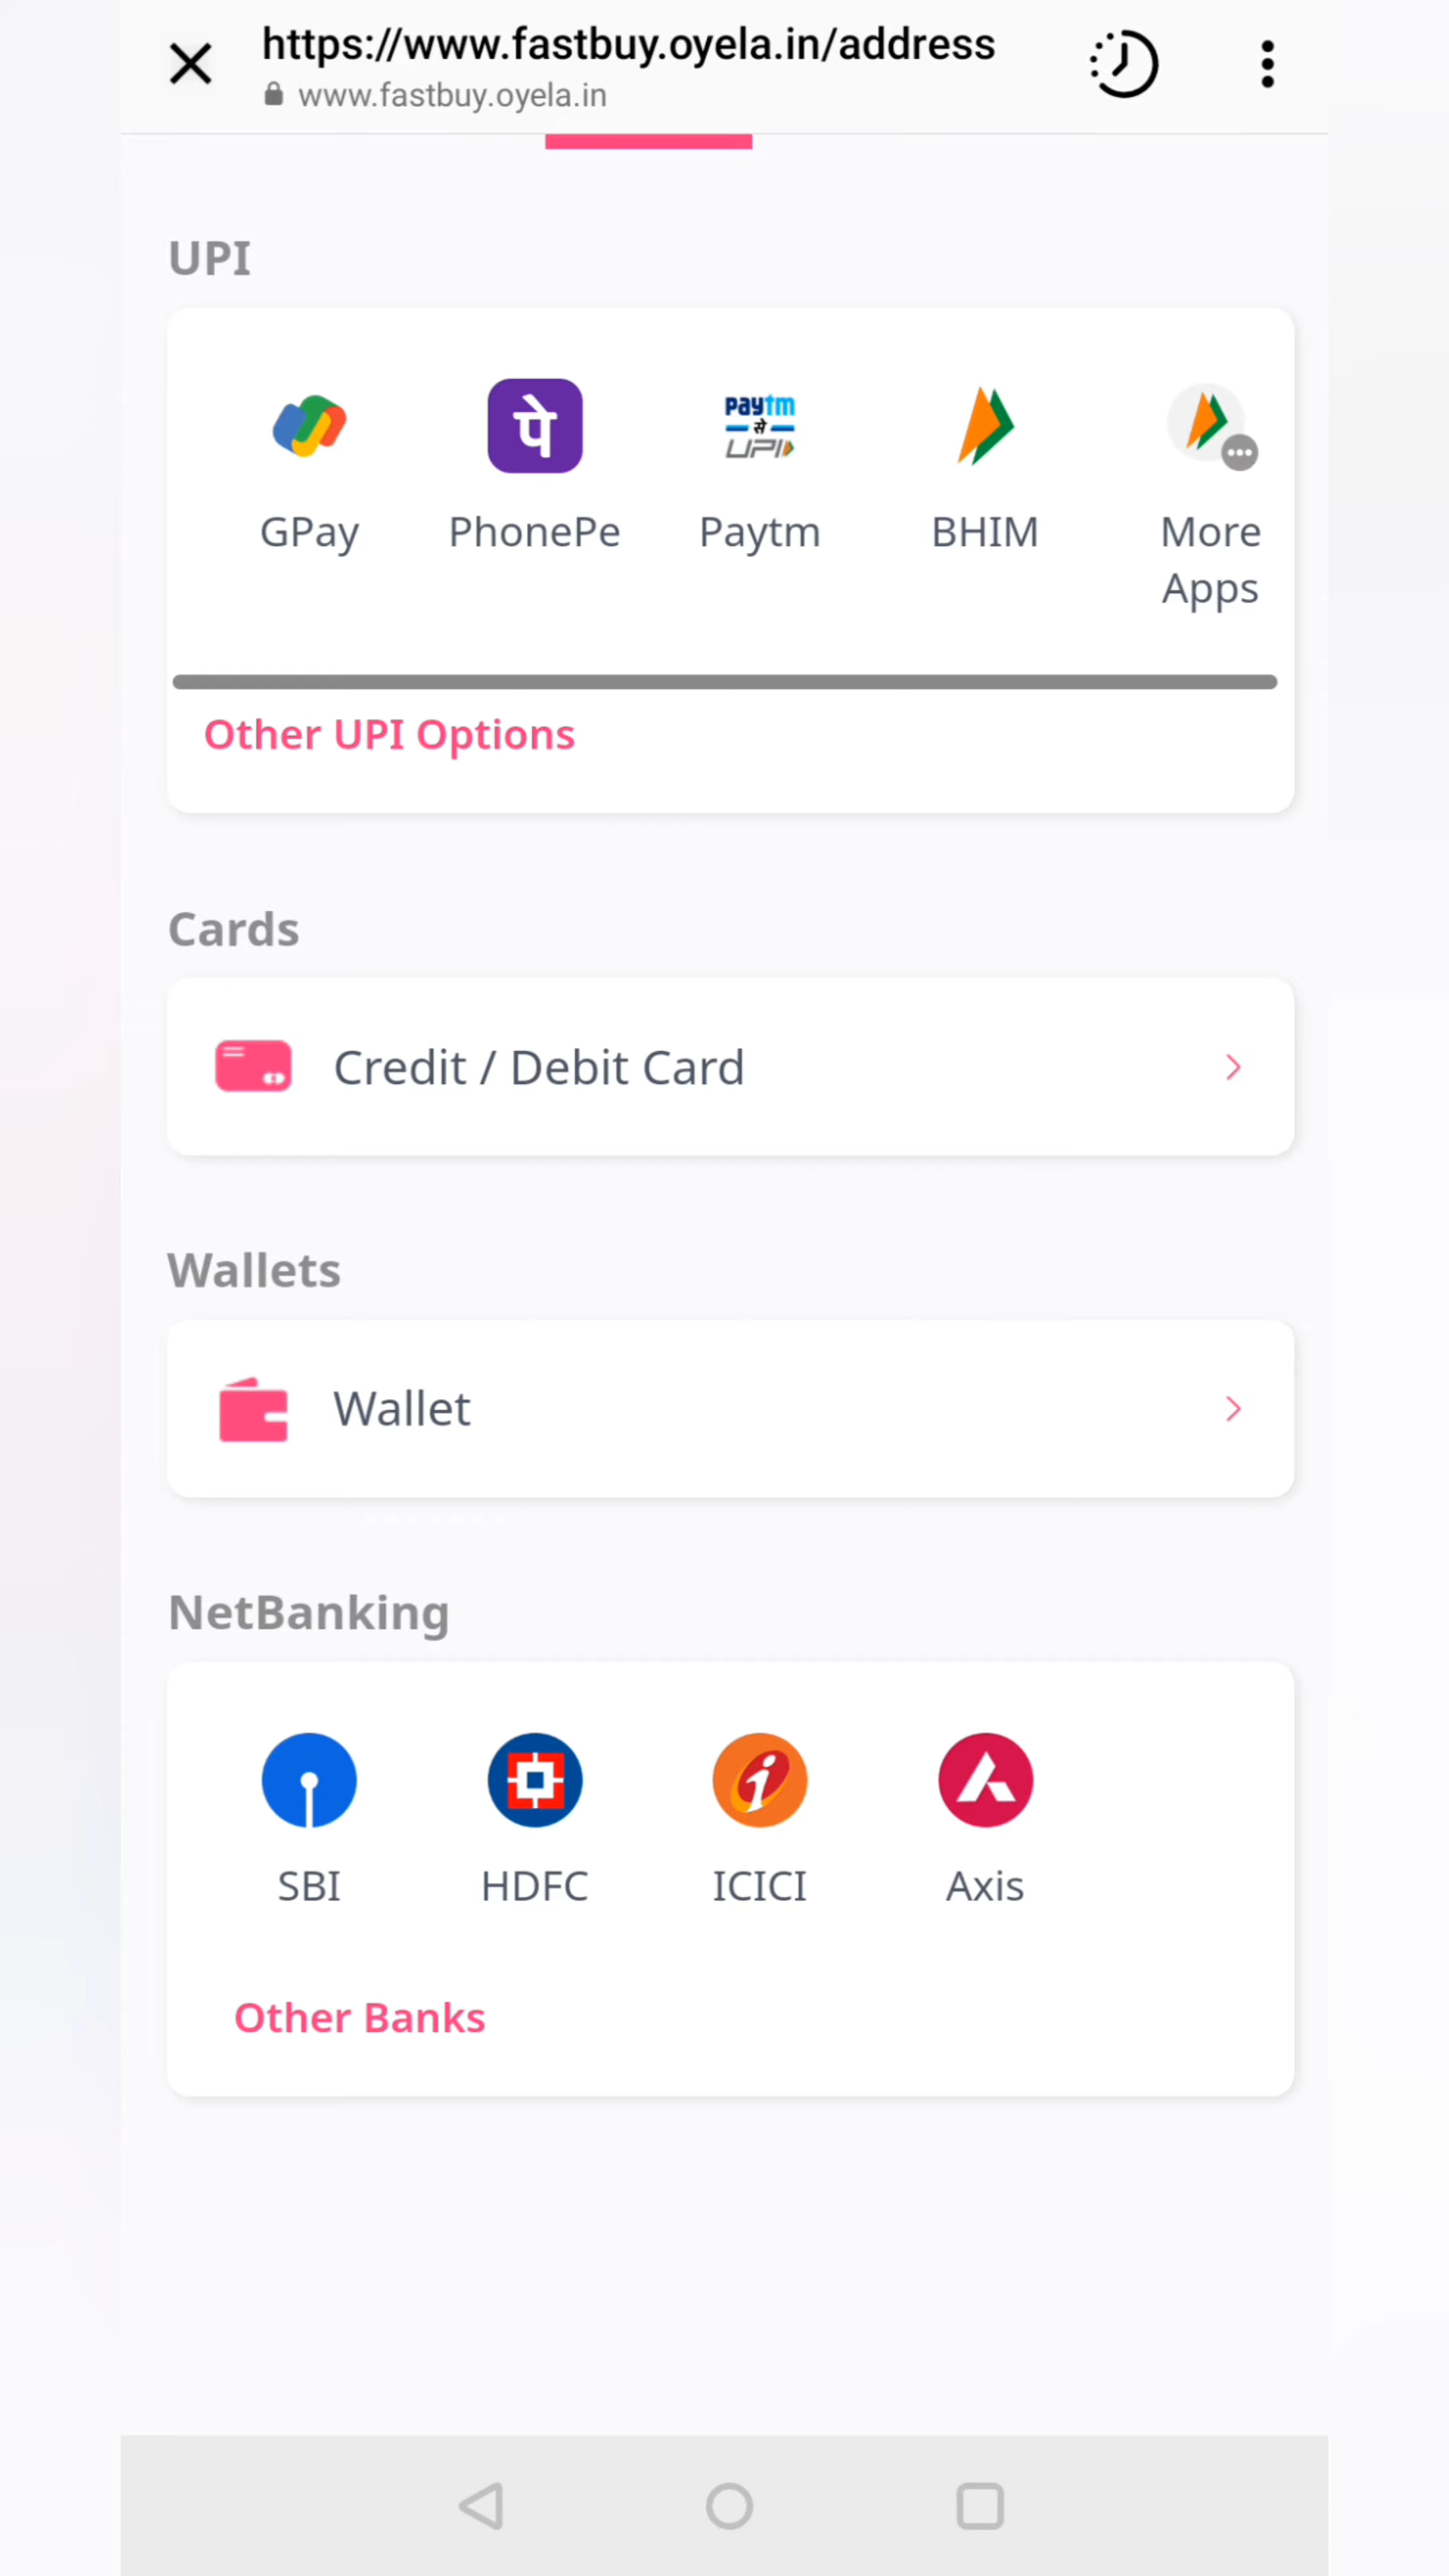 https://www.fastbuy.oyela.in/address
www.fastbuy.oyela.in
UPI
पे
paytm
से
UPI
GPay PhonePe Paytm BHIM More Apps
Other UPI Options
Cards
Credit / Debit Card
Wallets
Wallet
NetBanking
SBI HDFC ICICI Axis
Other Banks